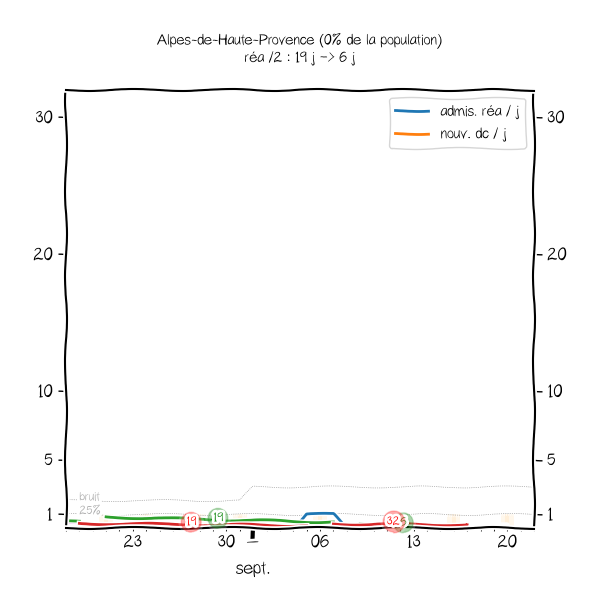 Alpes-de-Haute-Provence (0% de la population)
réa /2 : 19 j -> 6 j
admis. réa / j
nouv. dc / j
30 30
20 20
10 10
5 5
bruit
25%
1 1
19 19 32
23 30 1 06 13 20
sept.